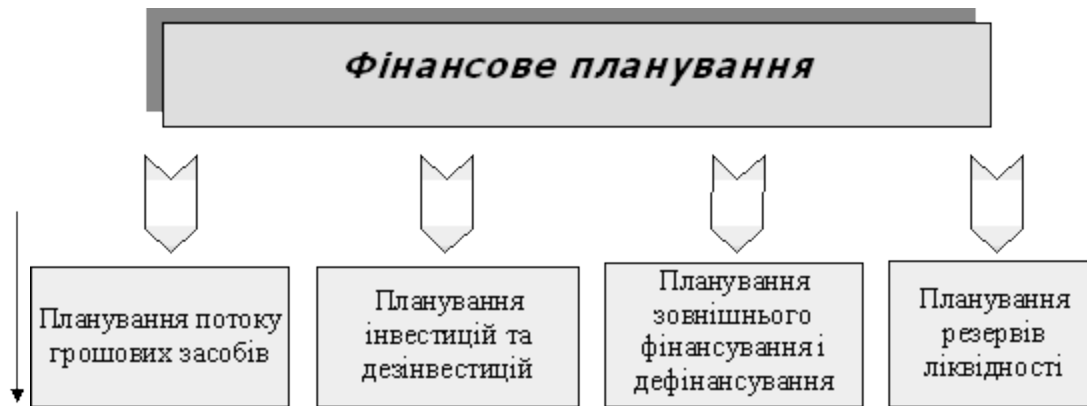 Фінансове планування
Планування потоку
грошових засобів
Планування
інвестицій та
дезінвестицій
Планування
зовнішнього
фінансування і
дефінансування
Планування
резервів
ліквідності